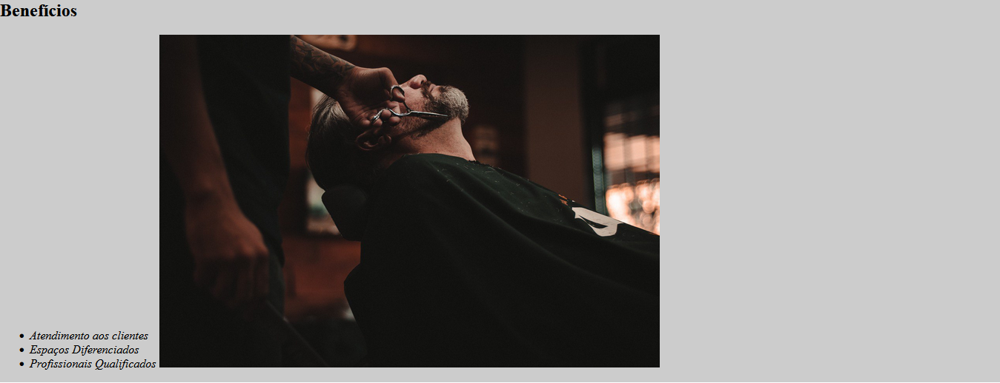 Benefícios
Atendimento aos clientes
Espaços Diferenciados
Profissionais Qualificados